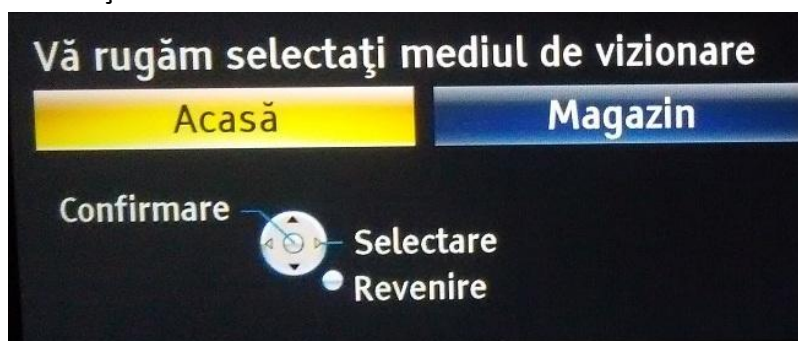 Vă rugăm selectaţi mediul de vizionare
Acasă
Magazin
Confirmare
Selectare
Revenire